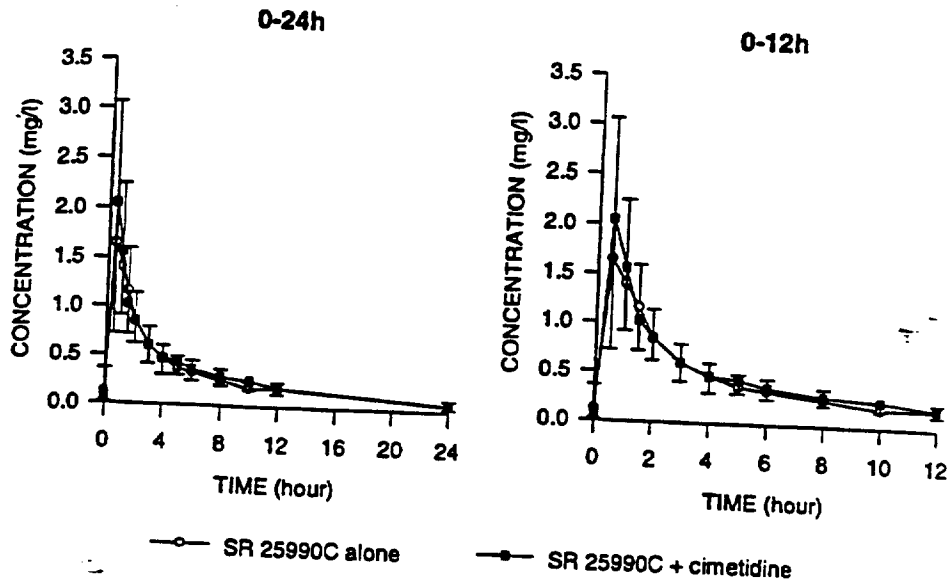 0-24h
CONCENTRATION (mg/l)
3.5
3.0
2.5
2.0
1.5
1.0
0.5
0.0
0 4 8 12 16 20 24
TIME (hour)
0-12h
CONCENTRATION (mg/l)
3.5
3.0
2.5
2.0
1.5
1.0
0.5
0.0
0 2 4 6 8 10 12
TIME (hour)
SR 25990C alone
SR 25990C + cimetidine